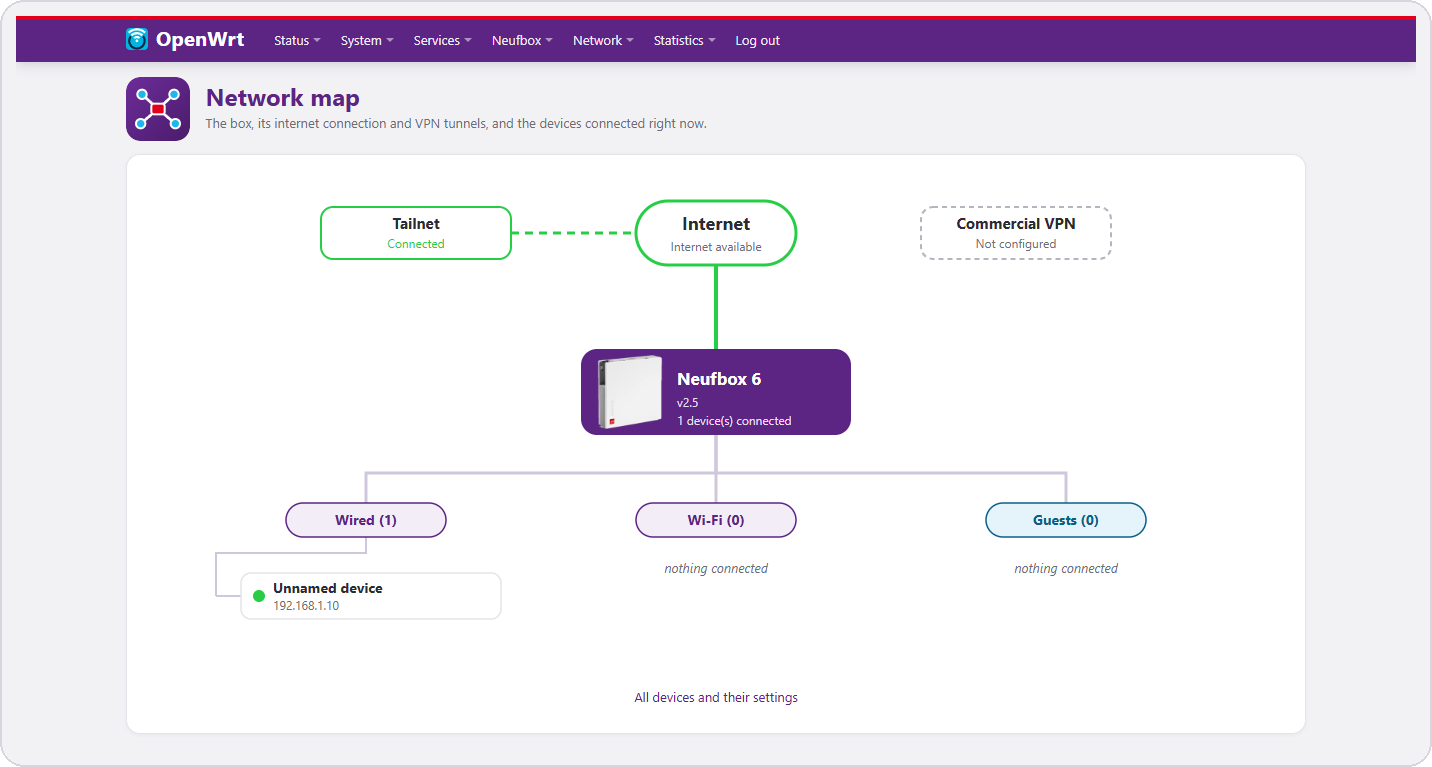 OpenWrt Status System Services Neufbox Network Statistics Log out
Network map
The box, its internet connection and VPN tunnels, and the devices connected right now.
Tailnet
Connected
Internet
Internet available
Commercial VPN
Not configured
Neufbox 6
v2.5
1 device(s) connected
Wired (1)
Wi-Fi (0)
Guests (0)
nothing connected
nothing connected
Unnamed device
192.168.1.10
All devices and their settings